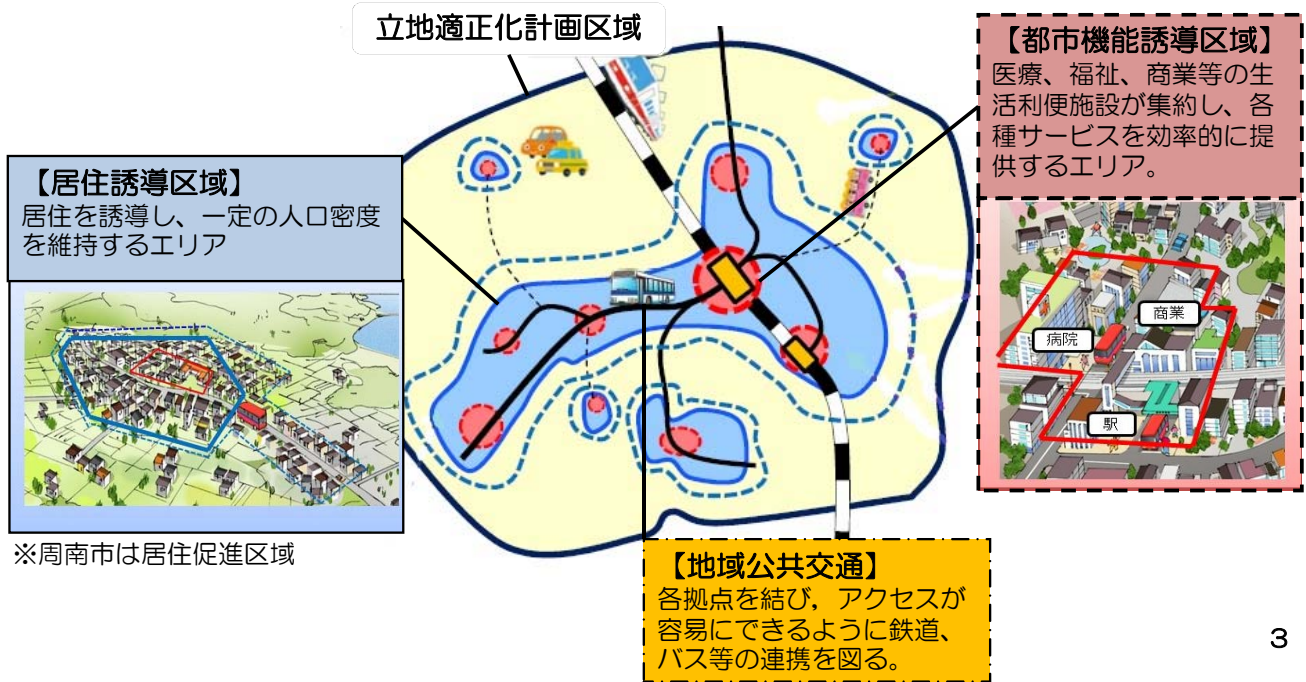 立地適正化計画区域
【都市機能誘導区域】
医療、福祉、商業等の生
活利便施設が集約し、各
種サービスを効率的に提
供するエリア。
【居住誘導区域】
居住を誘導し、一定の人口密度
を維持するエリア
商業
病院
駅
※周南市は居住促進区域
【地域公共交通】
各拠点を結び，アクセスが
容易にできるように鉄道、
バス等の連携を図る。
3